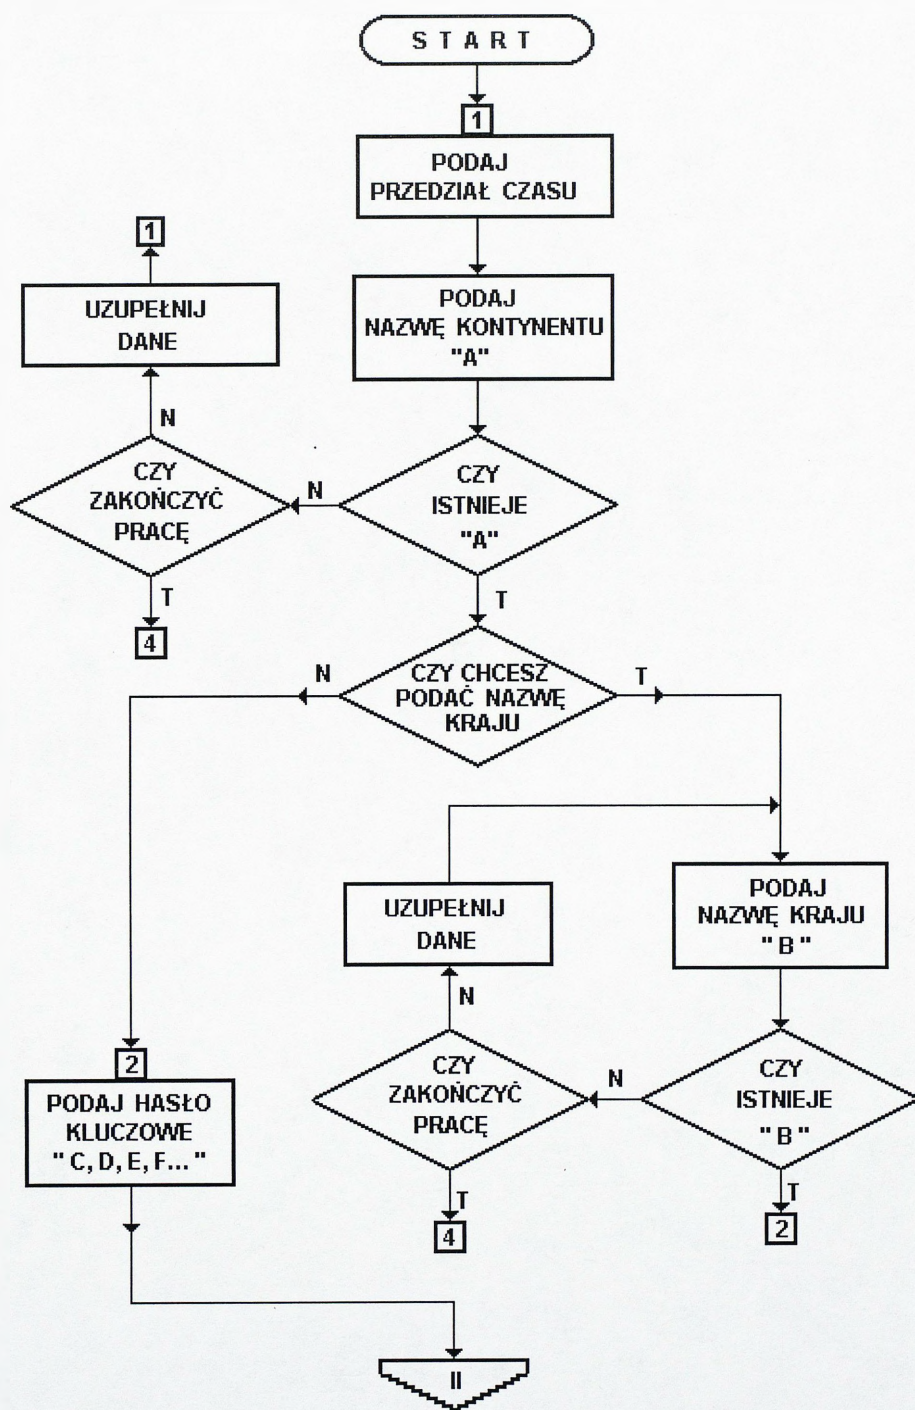 START
1
PODAJ
PRZEDZIAŁ CZASU
1
UZUPEŁNIJ
DANE
PODAJ
NAZWĘ KONTYNENTU
"A"
N
CZY
ZAKOŃCZYĆ
PRACĘ
N
CZY
ISTNIEJE
"A"
T
4
T
N
CZY CHCESZ
PODAĆ NAZWĘ
KRAJU
T
UZUPEŁNIJ
DANE
PODAJ
NAZWĘ KRAJU
"B"
N
2
PODAJ HASŁO
KLUCZOWE
"C, D, E, F..."
CZY
ZAKOŃCZYĆ
PRACĘ
N
CZY
ISTNIEJE
"B"
T
4
T
2
II